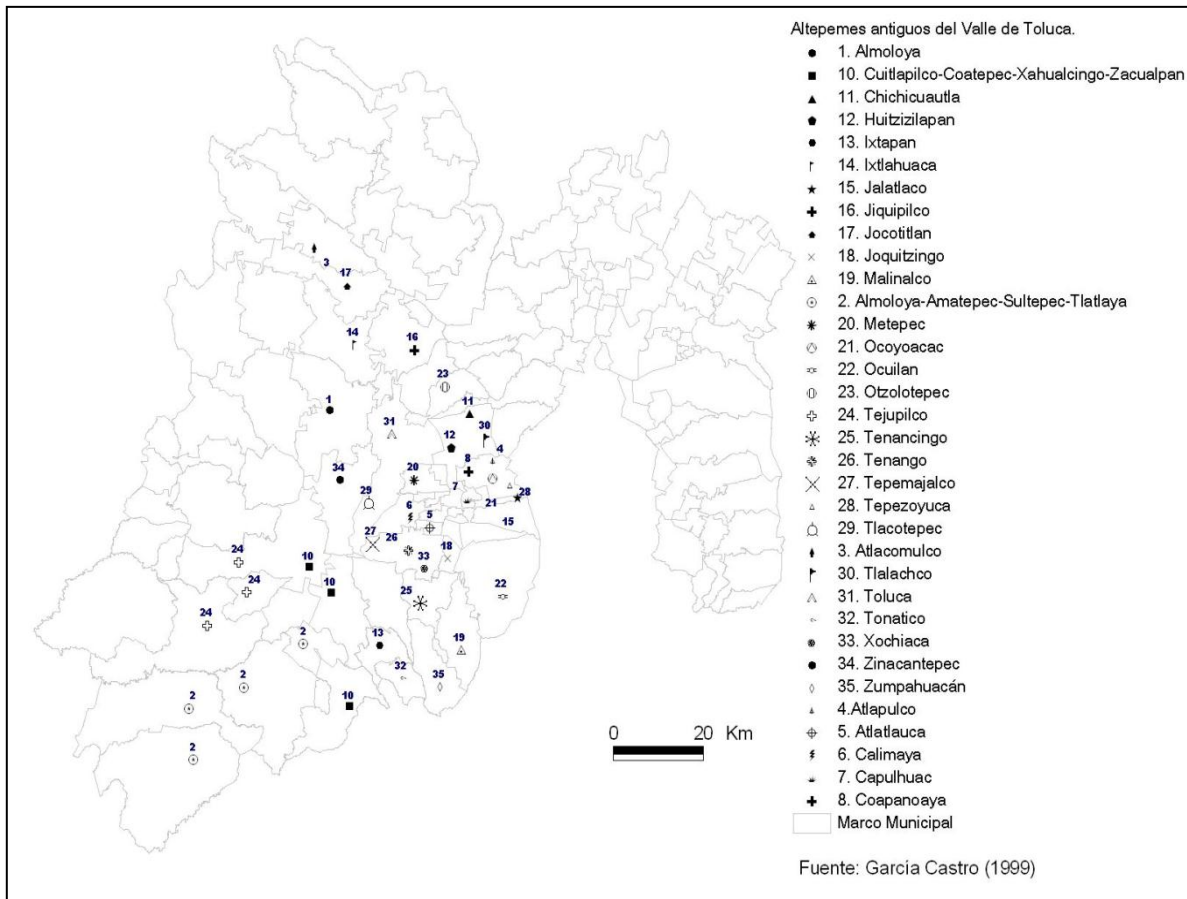 Altepemes antiguos del Valle de Toluca.
1. Almoloya
10. Cuitlapilco-Coatepec-Xahualcingo-Zacualpan
11. Chichicuautla
12. Huitzizilapan
13. Ixtapan
14. Ixtlahuaca
15. Jalatlaco
16. Jiquipilco
17. Jocotitlan
18. Joquitzingo
19. Malinalco
2. Almoloya-Amatepec-Sultepec-Tlatlaya
20. Metepec
21. Ocoyoacac
22. Ocuilan
23. Otzolotepec
24. Tejupilco
25. Tenancingo
26. Tenango
27. Tepemajalco
28. Tepezoyuca
29. Tlacotepec
3. Atlacomulco
30. Tlalachco
31. Toluca
32. Tonatico
33. Xochiaca
34. Zinacantepec
35. Zumpahuacán
4.Atlapulco
5. Atlatlauca
6. Calimaya
7. Capulhuac
8. Coapanoaya
Marco Municipal
Fuente: García Castro (1999)
3
17
14
16
23
1
11
31
30
12
4
34
20
8
7
28
29
21
6
5
15
27
26
18
33
24
10
24
10
22
25
24
2
13
19
32
35
2
10
2
2
0 20 Km